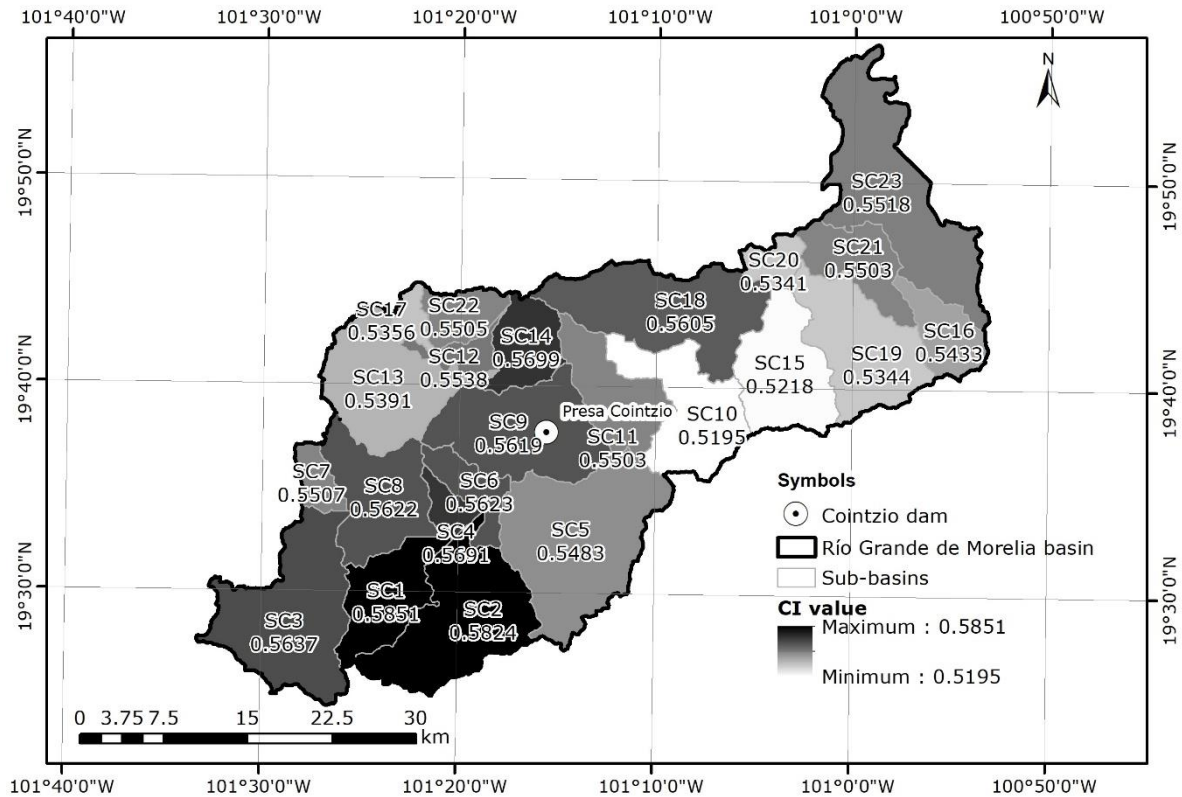 101°40'0"W 101°30'0"W 101°20'0"W 101°10'0"W 101°0'0"W 100°50'0"W
N
19°50'0"N
19°50'0"N
SC23
0.5518
SC21
0.5503
SC20
0.5341
SC17
0.5356
SC22
0.5505
SC18
0.5605
SC14
0.5699
SC16
0.5433
SC12
0.5538
SC15
0.5218
SC19
0.5344
19°40'0"N
19°40'0"N
SC13
0.5391
Presa Cointzio
SC9
0.5619
SC10
0.5195
SC11
0.5503
SC7
0.5507
SC8
0.5622
SC6
0.5623
SC4
0.5691
SC5
0.5483
Symbols
Cointzio dam
Río Grande de Morelia basin
Sub-basins
19°30'0"N
19°30'0"N
SC1
0.5851
SC2
0.5824
SC3
0.5637
CI value
Maximum : 0.5851
Minimum : 0.5195
0 3.75 7.5 15 22.5 30
km
101°40'0"W 101°30'0"W 101°20'0"W 101°10'0"W 101°0'0"W 100°50'0"W